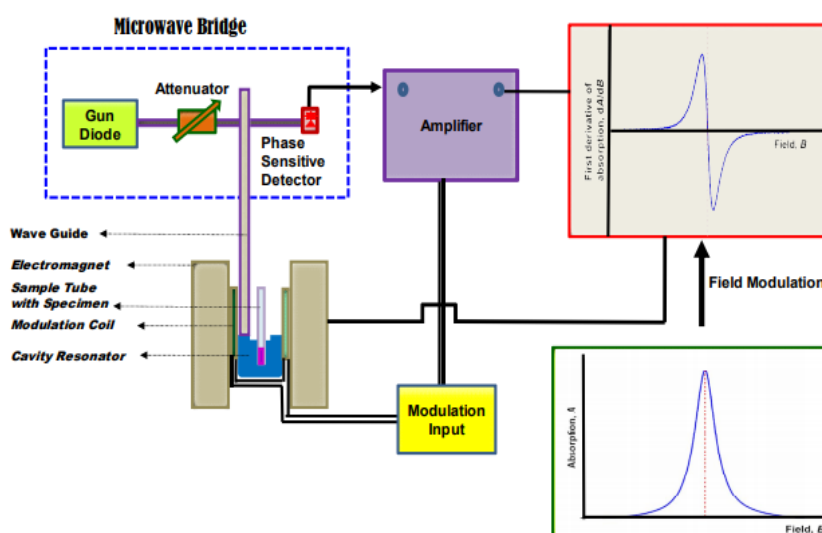 Microwave Bridge
Attenuator
Gun
Diode
Phase
Sensitive
Detector
Amplifier
First derivative of
absorption, dA/dB
Field, B
Wave Guide
Electromagnet
Sample Tube
with Specimen
Modulation Coil
Cavity Resonator
Field Modulation
Modulation
Input
Absorption, A
Field, B